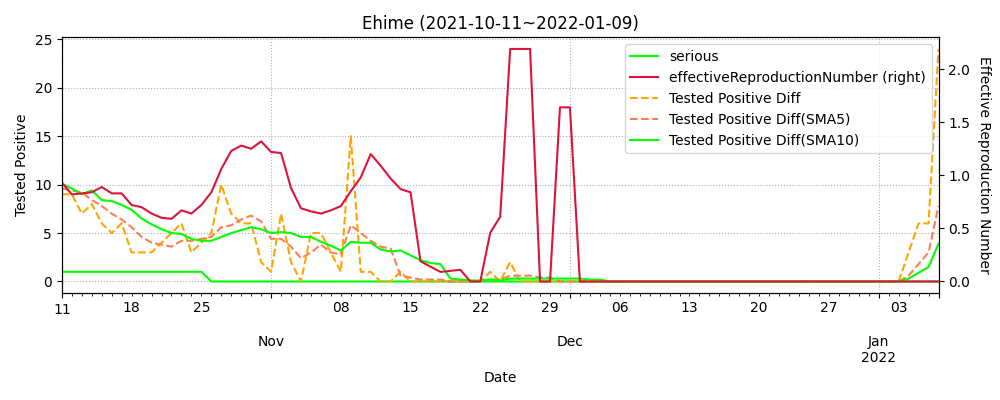 Ehime (2021-10-11~2022-01-09)
25
20
15
10
5
0
Tested Positive
2.0
1.5
1.0
0.5
0.0
Effective Reproduction Number
serious
effectiveReproductionNumber (right)
Tested Positive Diff
Tested Positive Diff(SMA5)
Tested Positive Diff(SMA10)
11 18 25 08 15 22 29 06 13 20 27 03
Nov Dec Jan
2022
Date